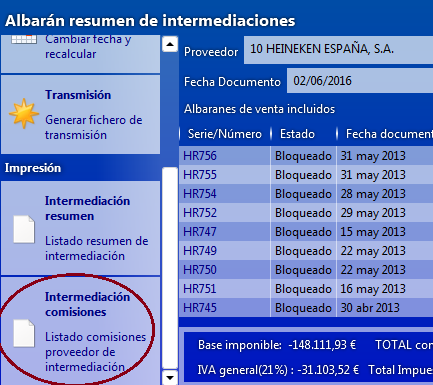 Albarán resumen de intermediaciones
Cambiar fecha y
recalcular
Transmisión
Generar fichero de
transmisión
Impresión
Intermediación
resumen
Listado resumen de
intermediación
Intermediación
comisiones
Listado comisiones
proveedor de
intermediación
Proveedor 10 HEINEKEN ESPAÑA, S.A.
Fecha Documento 02/06/2016
Albaranes de venta incluidos
Serie/Número Estado Fecha document
HR756 Bloqueado 31 may 2013
HR755 Bloqueado 31 may 2013
HR754 Bloqueado 28 may 2013
HR752 Bloqueado 29 may 2013
HR747 Bloqueado 15 may 2013
HR749 Bloqueado 22 may 2013
HR750 Bloqueado 22 may 2013
HR751 Bloqueado 16 may 2013
HR745 Bloqueado 30 abr 2013
Base imponible: -148.111,93 € TOTAL con
IVA general(21%) : -31.103,52 € Total Impue